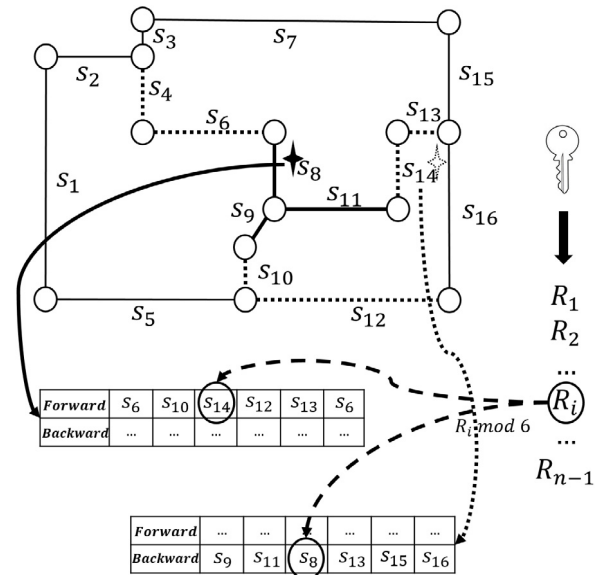 S3
S7
S2
S4
S15
S6
S13
S1
S8
S14
S9
S11
S16
S10
S5
S12
R1
R2
...
Ri
Ri mod 6
...
Rn−1
Forward S6 S10 S14 S12 S13 S6
Backward ... ... ... ... ... ...
Forward ... ... ... ... ... ...
Backward S9 S11 S8 S13 S15 S16